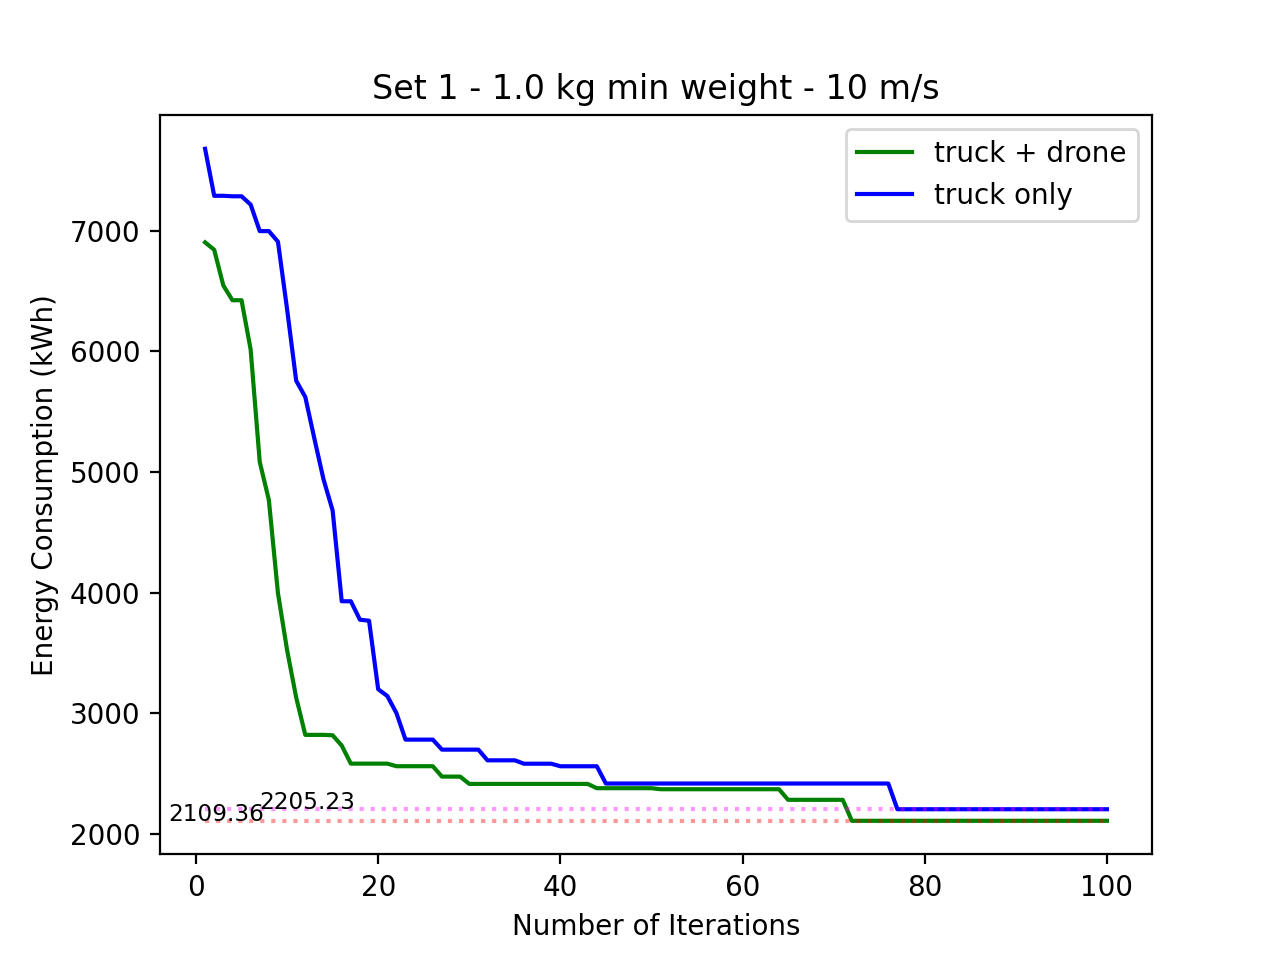 Set 1 - 1.0 kg min weight - 10 m/s
truck + drone
truck only
Energy Consumption (kWh)
7000
6000
5000
4000
3000
2000
2205.23
2109.36
0 20 40 60 80 100
Number of Iterations